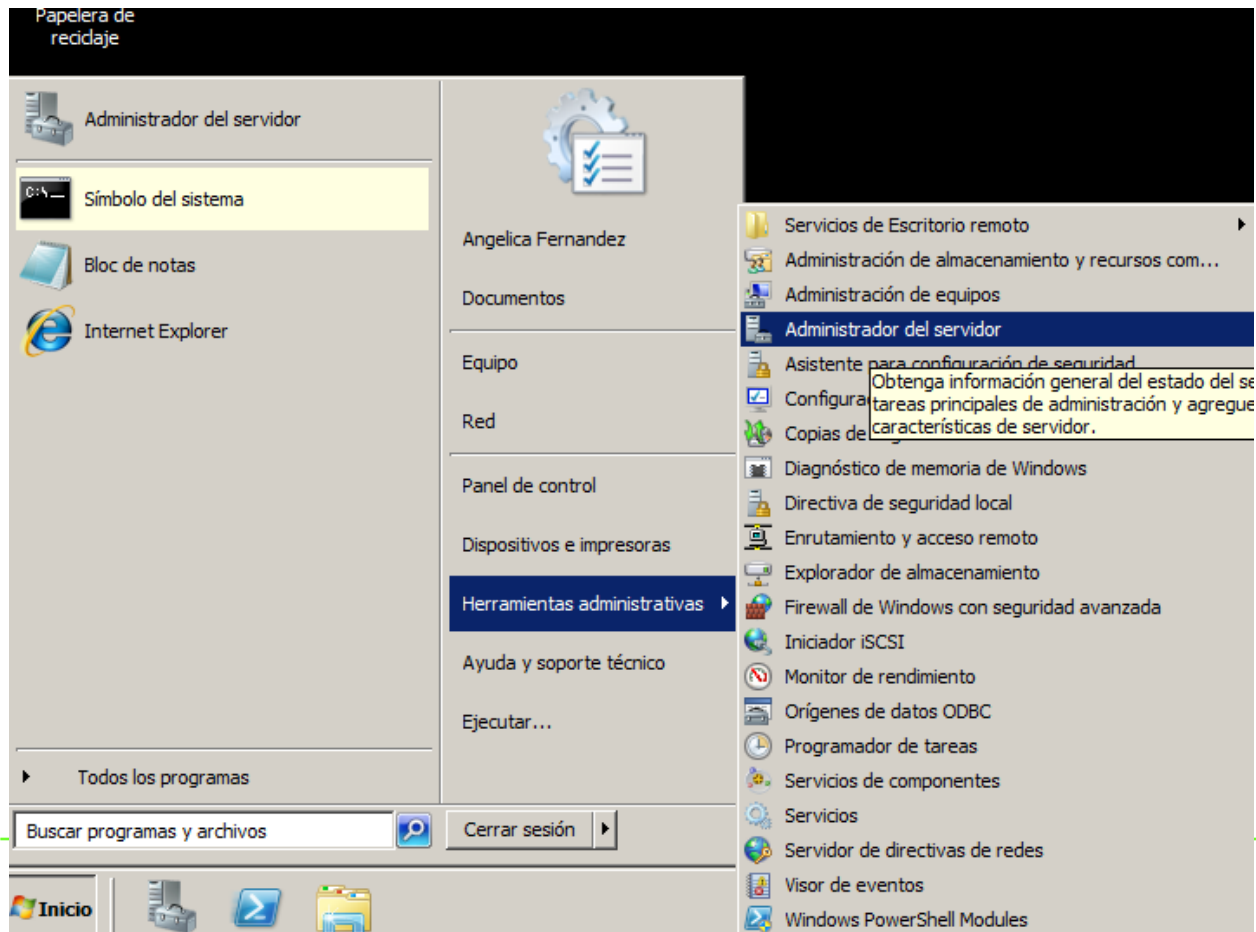 Papelera de
reciclaje
Administrador del servidor
Símbolo del sistema
Bloc de notas
Internet Explorer
Todos los programas
Buscar programas y archivos
Angelica Fernandez
Documentos
Equipo
Red
Panel de control
Dispositivos e impresoras
Herramientas administrativas
Ayuda y soporte técnico
Ejecutar...
Cerrar sesión
Servicios de Escritorio remoto
Administración de almacenamiento y recursos com...
Administración de equipos
Administrador del servidor
Asistente para configuración de seguridad
Obtenga información general del estado del se
Configura
tareas principales de administración y agregue
Copias de
características de servidor.
Diagnóstico de memoria de Windows
Directiva de seguridad local
Enrutamiento y acceso remoto
Explorador de almacenamiento
Firewall de Windows con seguridad avanzada
Iniciador iSCSI
Monitor de rendimiento
Orígenes de datos ODBC
Programador de tareas
Servicios de componentes
Servicios
Servidor de directivas de redes
Visor de eventos
Windows PowerShell Modules
Inicio